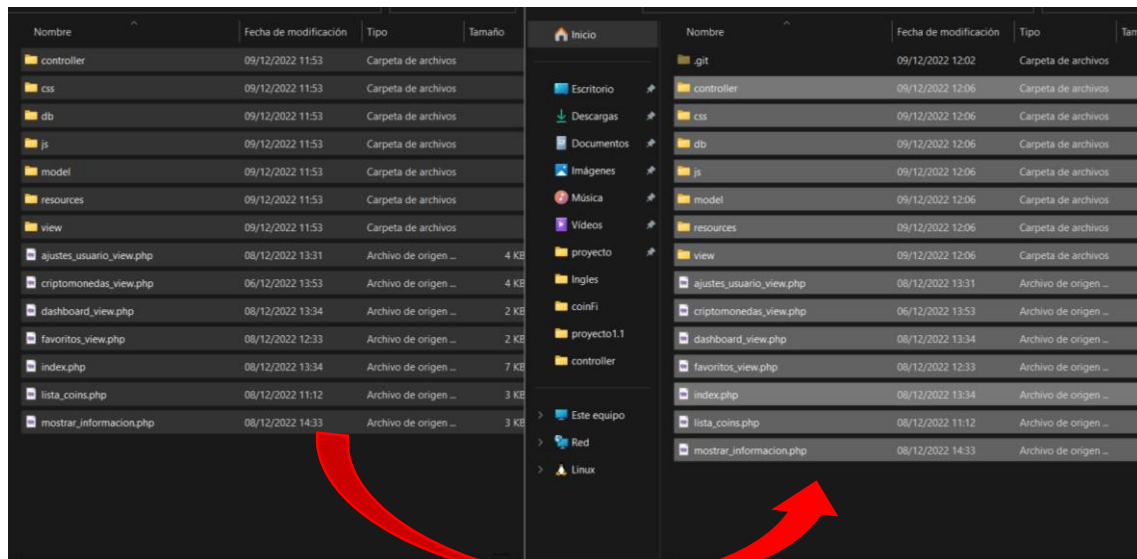 Nombre Fecha de modificación Tipo Tamaño
controller 09/12/2022 11:53 Carpeta de archivos
css 09/12/2022 11:53 Carpeta de archivos
db 09/12/2022 11:53 Carpeta de archivos
js 09/12/2022 11:53 Carpeta de archivos
model 09/12/2022 11:53 Carpeta de archivos
resources 09/12/2022 11:53 Carpeta de archivos
view 09/12/2022 11:53 Carpeta de archivos
ajustes_usuario_view.php 08/12/2022 13:31 Archivo de origen ... 4 KB
criptomonedas_view.php 06/12/2022 13:53 Archivo de origen ... 4 KB
dashboard_view.php 08/12/2022 13:34 Archivo de origen ... 2 KB
favoritos_view.php 08/12/2022 12:33 Archivo de origen ... 2 KB
index.php 08/12/2022 13:34 Archivo de origen ... 7 KB
lista_coins.php 08/12/2022 11:12 Archivo de origen ... 3 KB
mostrar_informacion.php 08/12/2022 14:33 Archivo de origen ... 3 KB
Inicio
Escritorio
Descargas
Documentos
Imágenes
Música
Vídeos
proyecto
Ingles
coinFi
proyecto1.1
controller
Este equipo
Red
Linux
Nombre Fecha de modificación Tipo Tam
.git 09/12/2022 12:02 Carpeta de archivos
controller 09/12/2022 12:06 Carpeta de archivos
css 09/12/2022 12:06 Carpeta de archivos
db 09/12/2022 12:06 Carpeta de archivos
js 09/12/2022 12:06 Carpeta de archivos
model 09/12/2022 12:06 Carpeta de archivos
resources 09/12/2022 12:06 Carpeta de archivos
view 09/12/2022 12:06 Carpeta de archivos
ajustes_usuario_view.php 08/12/2022 13:31 Archivo de origen ...
criptomonedas_view.php 06/12/2022 13:53 Archivo de origen ...
dashboard_view.php 08/12/2022 13:34 Archivo de origen ...
favoritos_view.php 08/12/2022 12:33 Archivo de origen ...
index.php 08/12/2022 13:34 Archivo de origen ...
lista_coins.php 08/12/2022 11:12 Archivo de origen ...
mostrar_informacion.php 08/12/2022 14:33 Archivo de origen ...